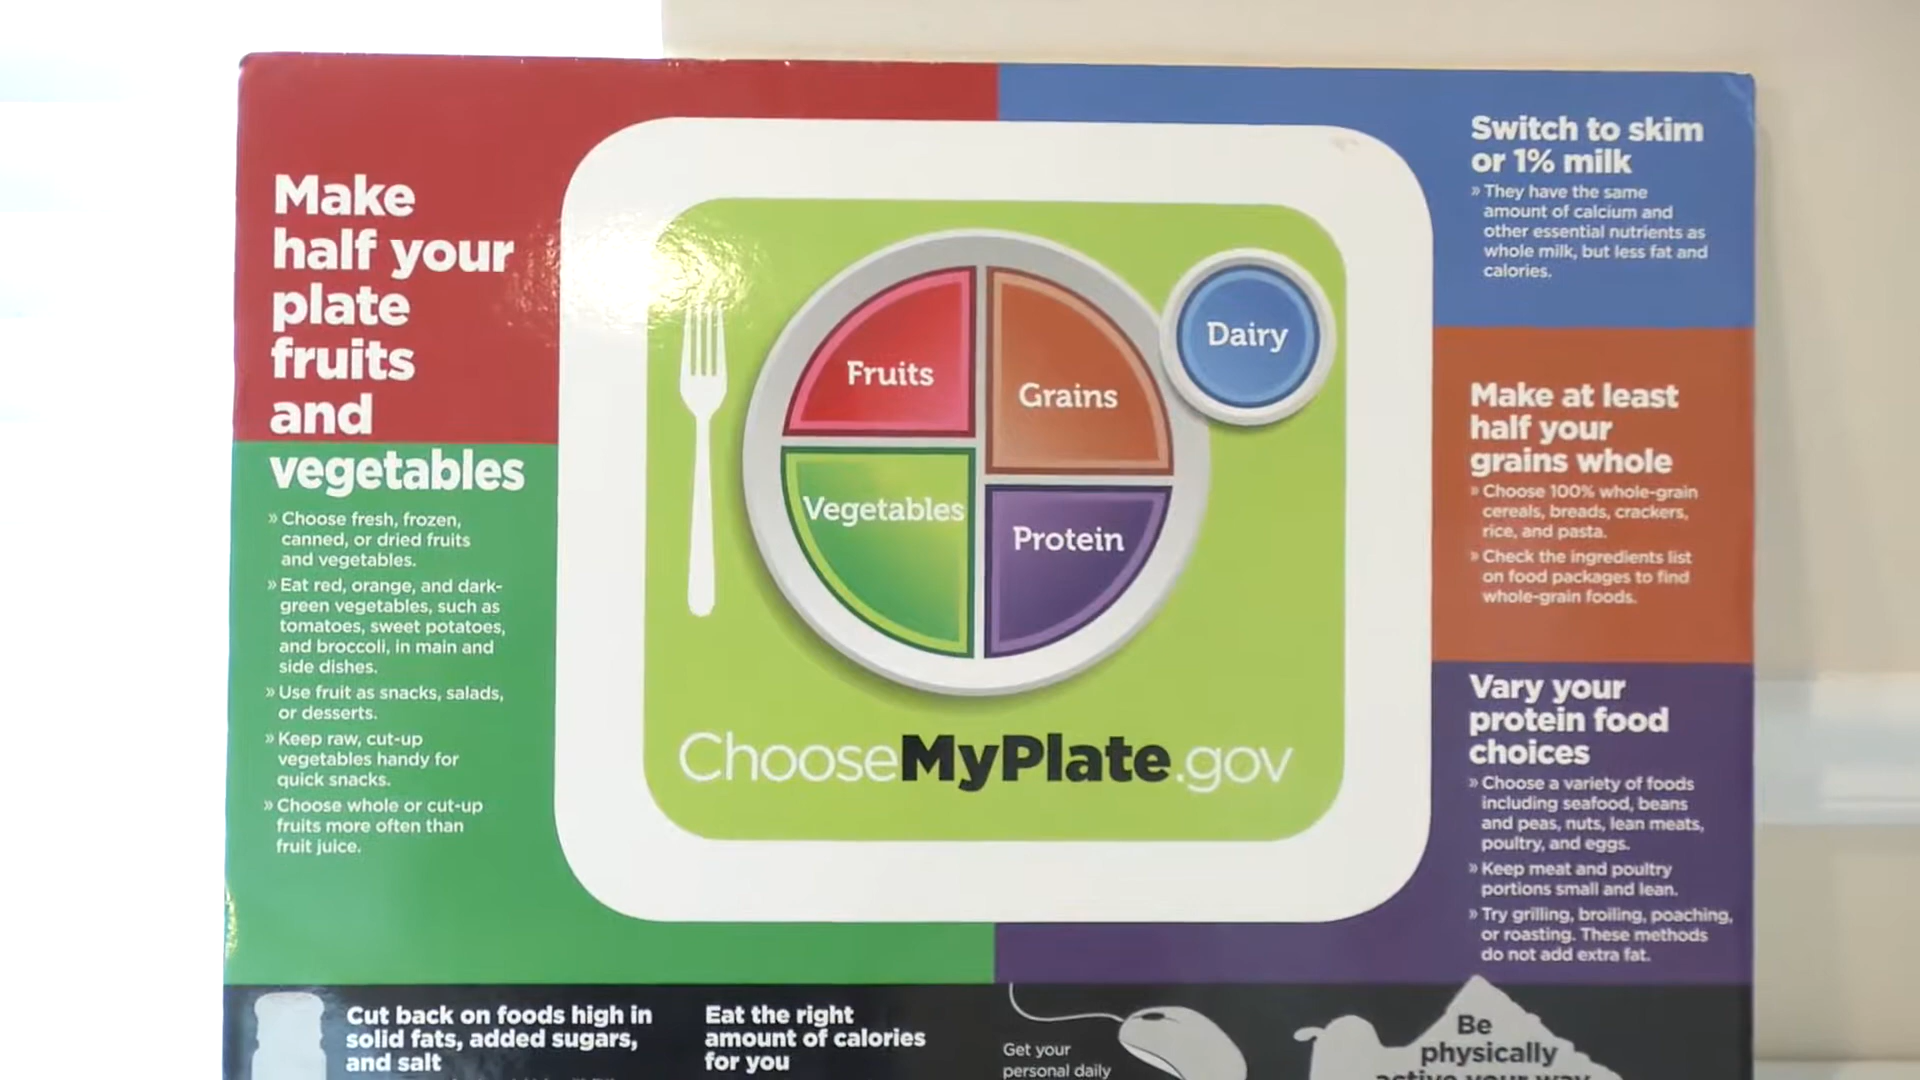 Make
half your
plate
fruits
and
vegetables
» Choose fresh, frozen,
canned, or dried fruits
and vegetables.
» Eat red, orange, and dark-
green vegetables, such as
tomatoes, sweet potatoes,
and broccoli, in main and
side dishes.
» Use fruit as snacks, salads,
or desserts.
» Keep raw, cut-up
vegetables handy for
quick snacks.
» Choose whole or cut-up
fruits more often than
fruit juice.
Fruits
Grains
Dairy
Vegetables
Protein
ChooseMyPlate.gov
Switch to skim
or 1% milk
» They have the same
amount of calcium and
other essential nutrients as
whole milk, but less fat and
calories.
Make at least
half your
grains whole
» Choose 100% whole-grain
cereals, breads, crackers,
rice, and pasta.
» Check the ingredients list
on food packages to find
whole-grain foods.
Vary your
protein food
choices
» Choose a variety of foods
including seafood, beans
and peas, nuts, lean meats,
poultry, and eggs.
» Keep meat and poultry
portions small and lean.
» Try grilling, broiling, poaching,
or roasting. These methods
do not add extra fat.
Cut back on foods high in
solid fats, added sugars,
and salt
Eat the right
amount of calories
for you
Get your
personal daily
Be
physically
active your way